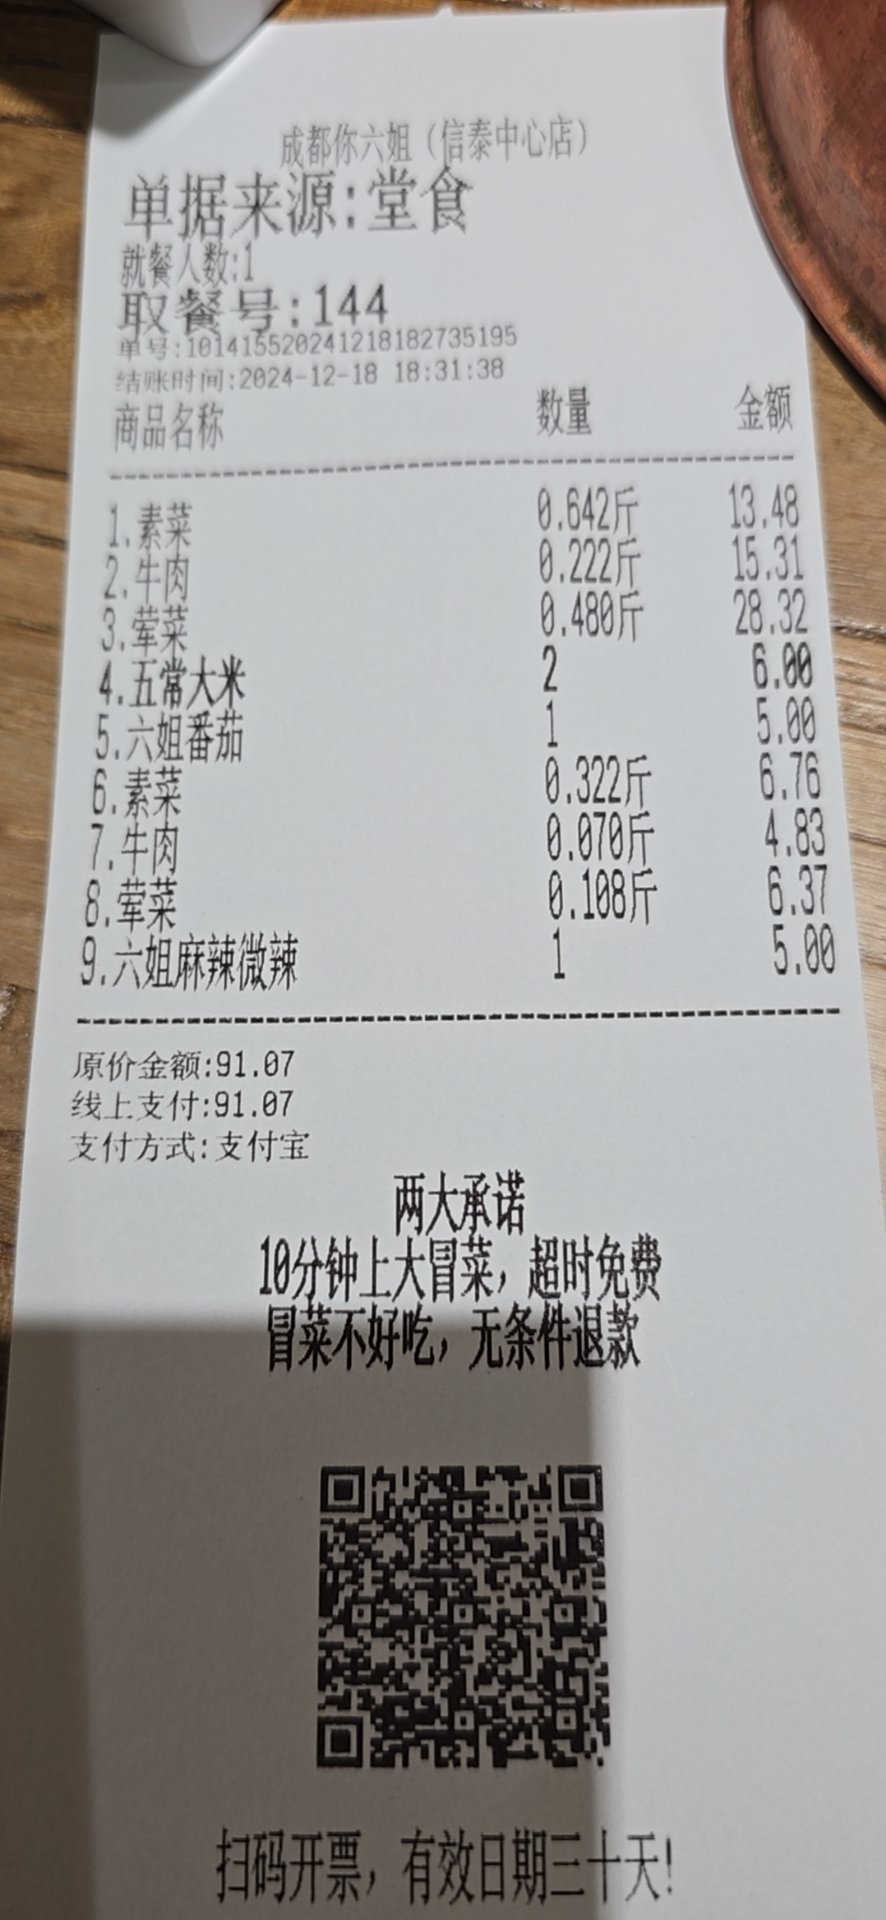 成都你六姐（信泰中心店）
单据来源:堂食
就餐人数:1
取餐号:144
单号:10141552024121818273519​5
结账时间:2024-12-18 18:31:38
商品名称 数量 金额
1.素菜 0.642斤 13.48
2.牛肉 0.222斤 15.31
3.荤菜 0.480斤 28.32
4.五常大米 2 6.00
5.六姐番茄 1 5.00
6.素菜 0.322斤 6.76
7.牛肉 0.070斤 4.83
8.荤菜 0.108斤 6.37
9.六姐麻辣微辣 1 5.00
原价金额:91.07
线上支付:91.07
支付方式:支付宝
两大承诺
10分钟上大冒菜，超时免费
冒菜不好吃，无条件退款
扫码开票，有效日期三十天!